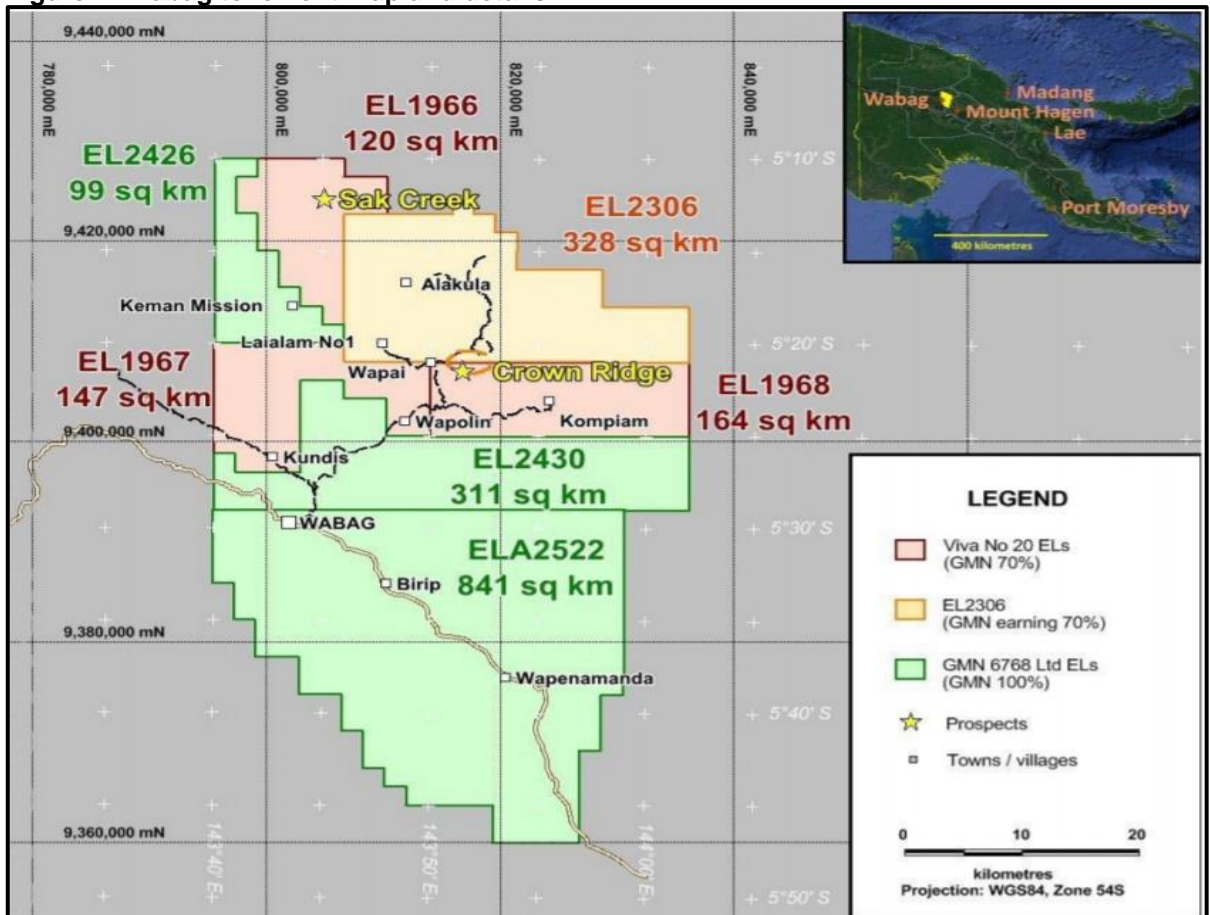 9,440,000 mN
780,000 mE
800,000 mE
820,000 mE
840,000 mE
Wabag
Madang
Mount Hagen
Lae
Port Moresby
400 kilometres
EL1966
120 sq km
EL2426
99 sq km
5°10' S
Sak Creek
EL2306
328 sq km
9,420,000 mN
Alakula
Keman Mission
Laialam No1
5°20' S
EL1967
147 sq km
Wapai
Crown Ridge
EL1968
164 sq km
Wapolin
Kompiam
9,400,000 mN
Kundis
EL2430
311 sq km
WABAG
5°30' S
ELA2522
841 sq km
Birip
9,380,000 mN
Wapenamanda
5°40' S
9,360,000 mN
143°40' E
143°50' E
144°00' E
5°50' S
LEGEND
Viva No 20 ELs
(GMN 70%)
EL2306
(GMN earning 70%)
GMN 6768 Ltd ELs
(GMN 100%)
Prospects
Towns / villages
0 10 20
kilometres
Projection: WGS84, Zone 54S